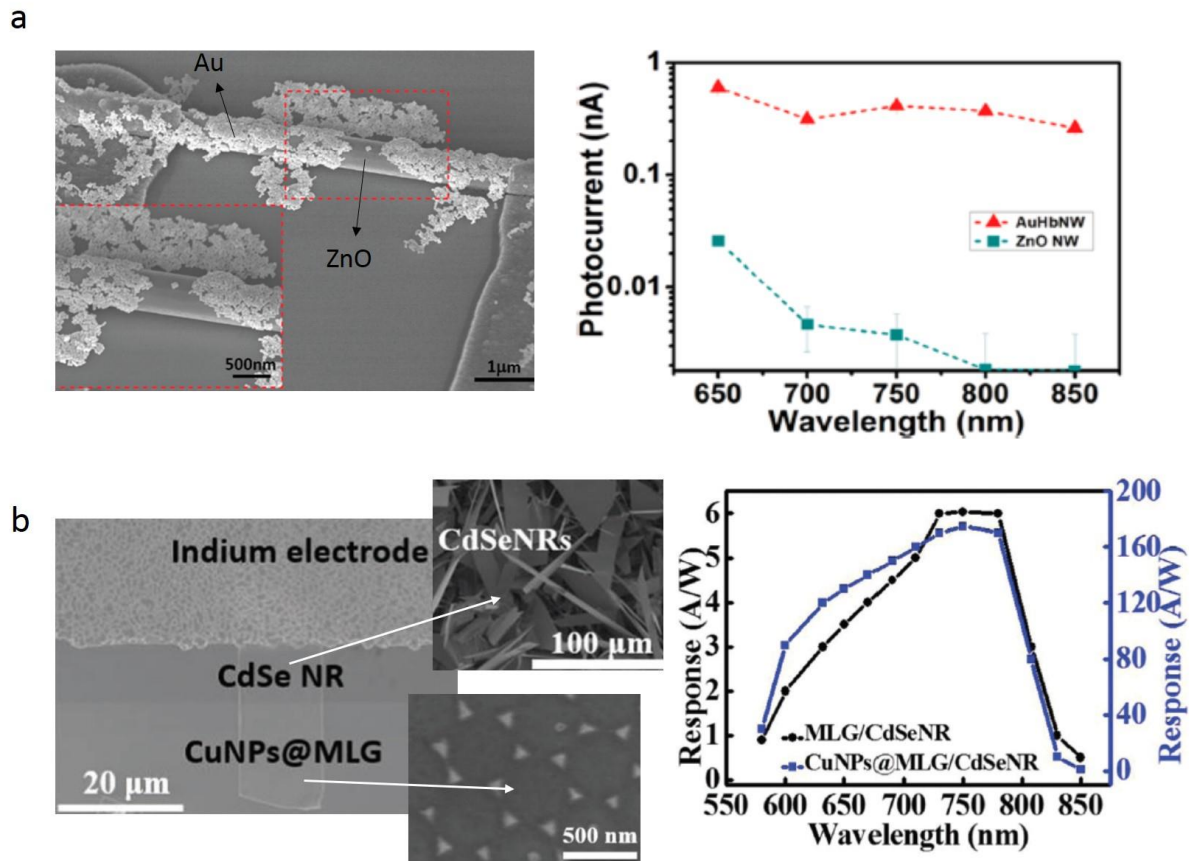 a
Au
ZnO
500nm
1µm
Photocurrent (nA)
1
0.1
0.01
AuHbNW
ZnO NW
650 700 750 800 850
Wavelength (nm)
b
Indium electrode
CdSe NR
CuNPs@MLG
20 µm
CdSeNRs
100 µm
500 nm
Response (A/W)
6
5
4
3
2
1
0
MLG/CdSeNR
CuNPs@MLG/CdSeNR
200
160
120
80
40
0
Response (A/W)
550 600 650 700 750 800 850
Wavelength (nm)